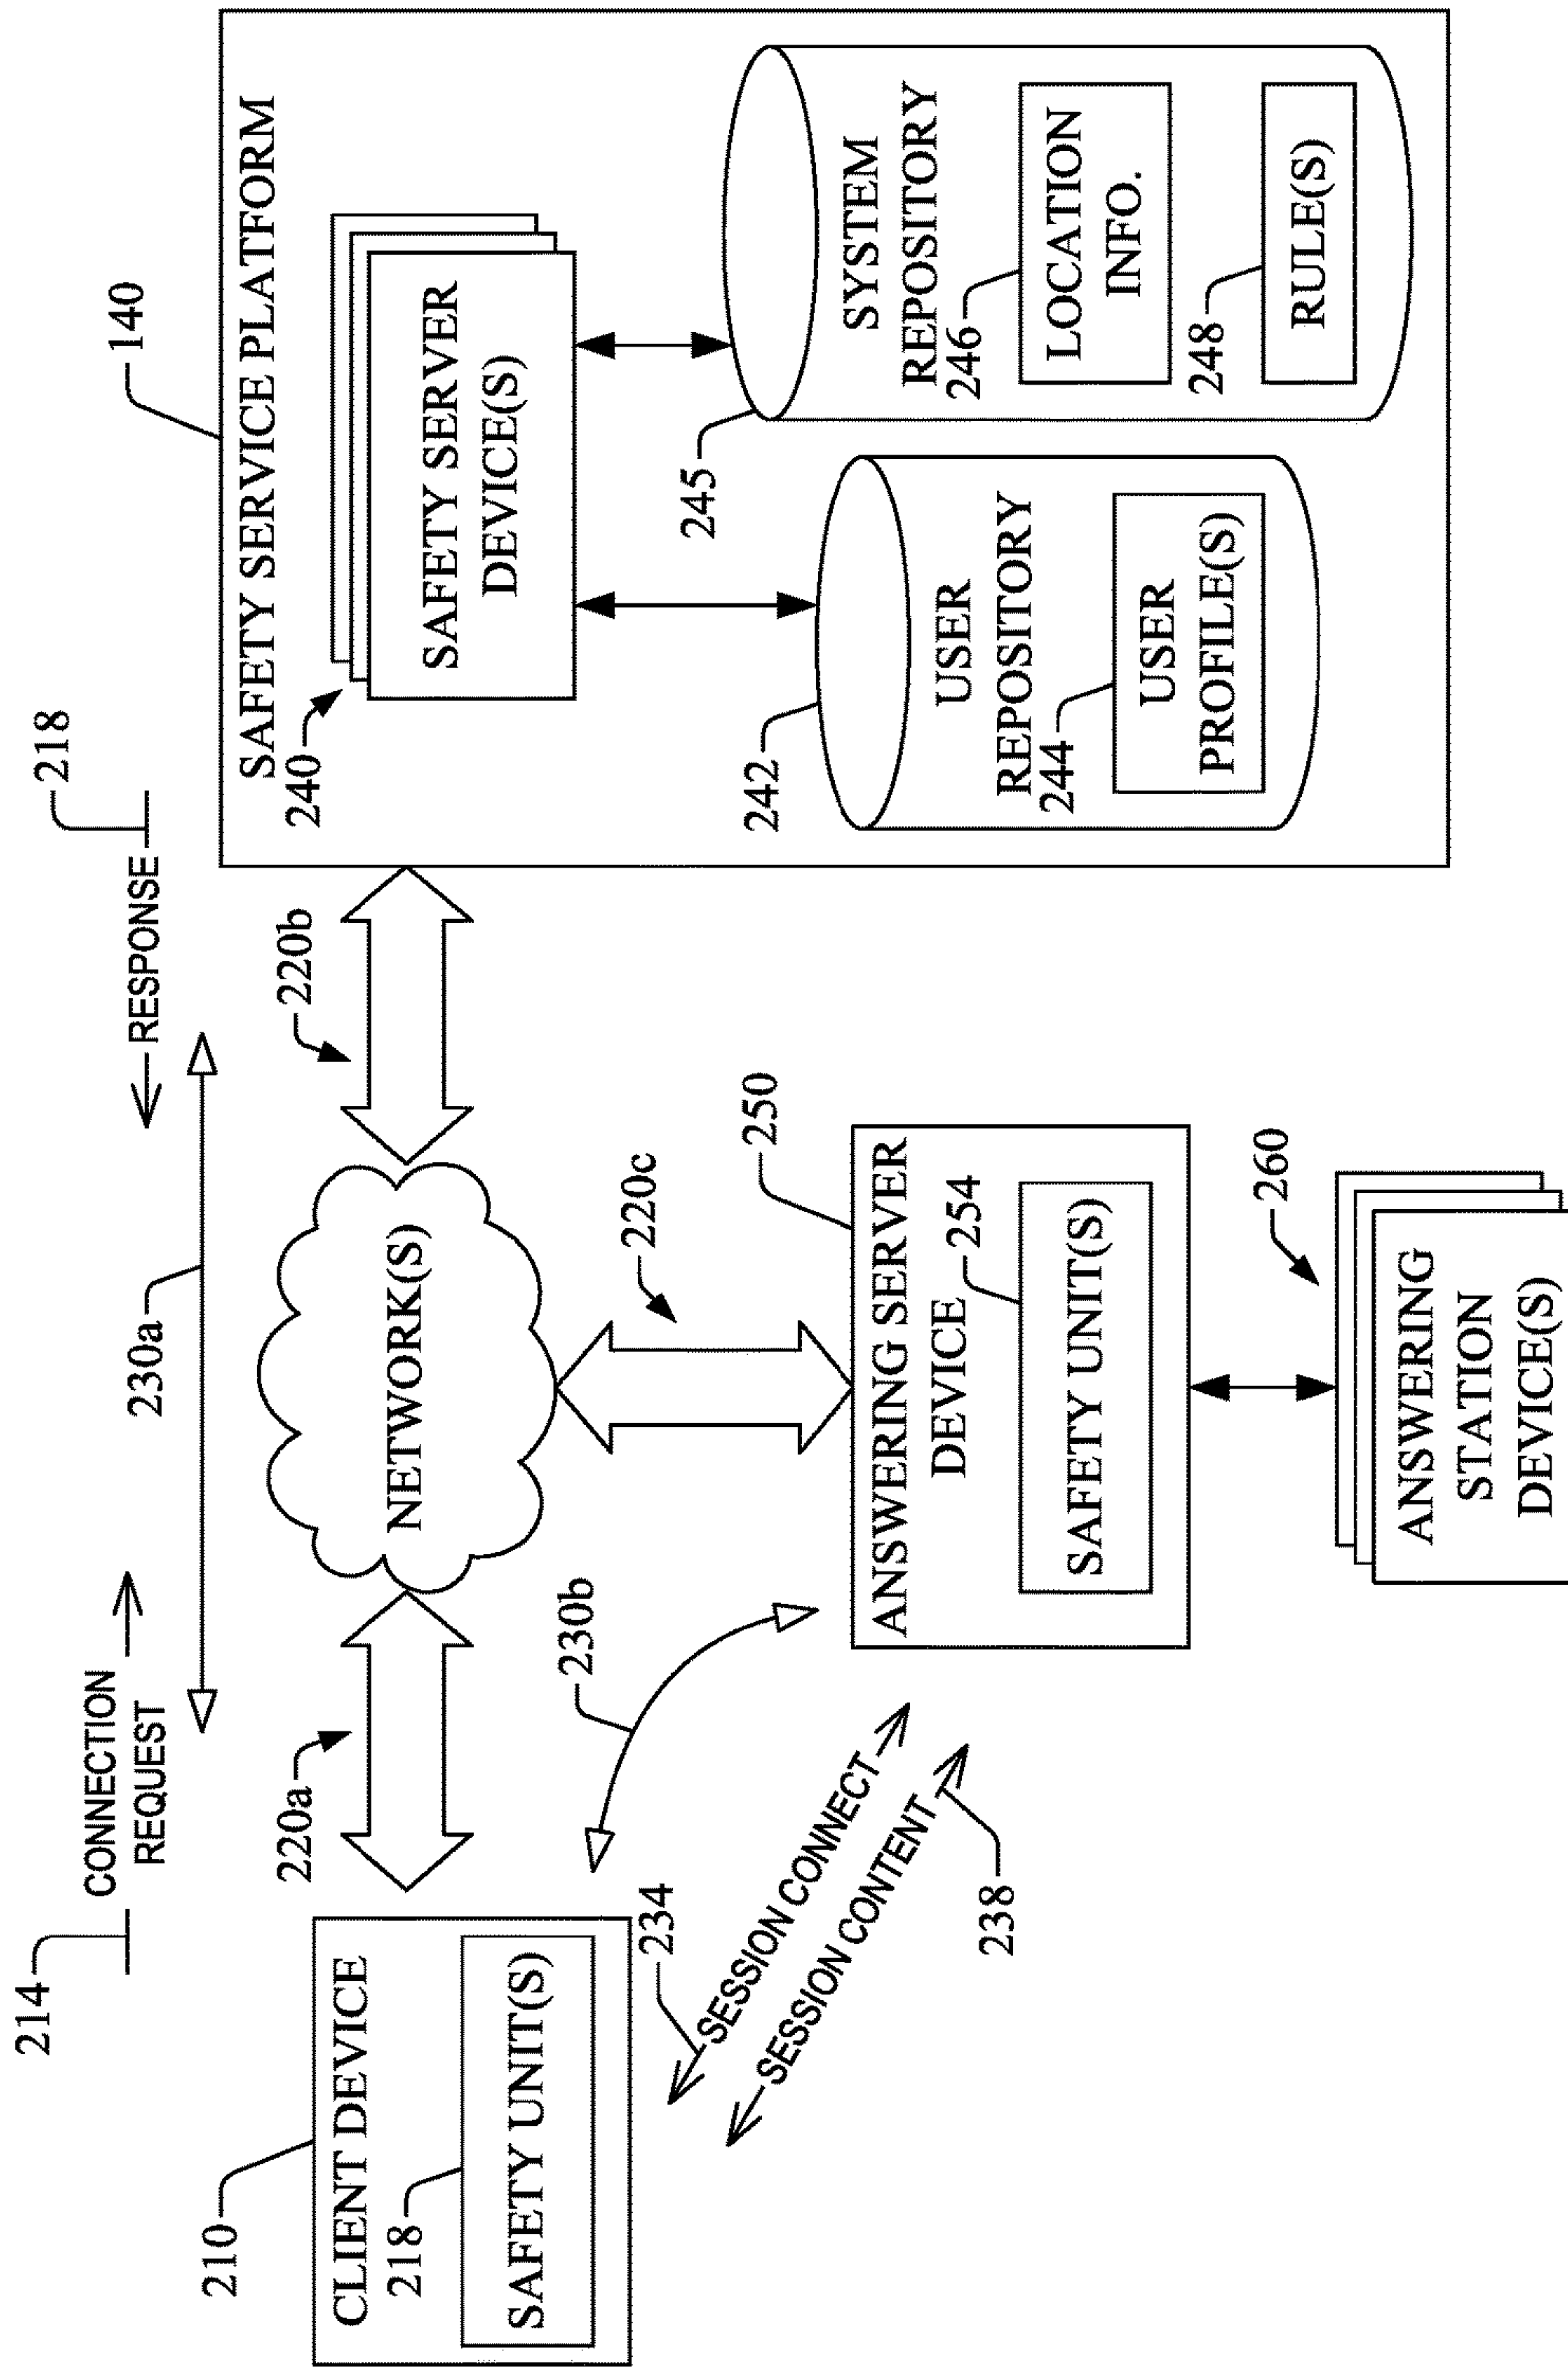 214
CONNECTION
REQUEST
230a
RESPONSE
218
140
210
CLIENT DEVICE
218
SAFETY UNIT(S)
220a
NETWORK(S)
220b
230b
220c
234
SESSION CONNECT
SESSION CONTENT
238
250
ANSWERING SERVER
DEVICE
254
SAFETY UNIT(S)
260
ANSWERING
STATION
DEVICE(S)
SAFETY SERVICE PLATFORM
240
SAFETY SERVER
DEVICE(S)
242
USER
REPOSITORY
244
USER
PROFILE(S)
245
SYSTEM
REPOSITORY
246
LOCATION
INFO.
248
RULE(S)